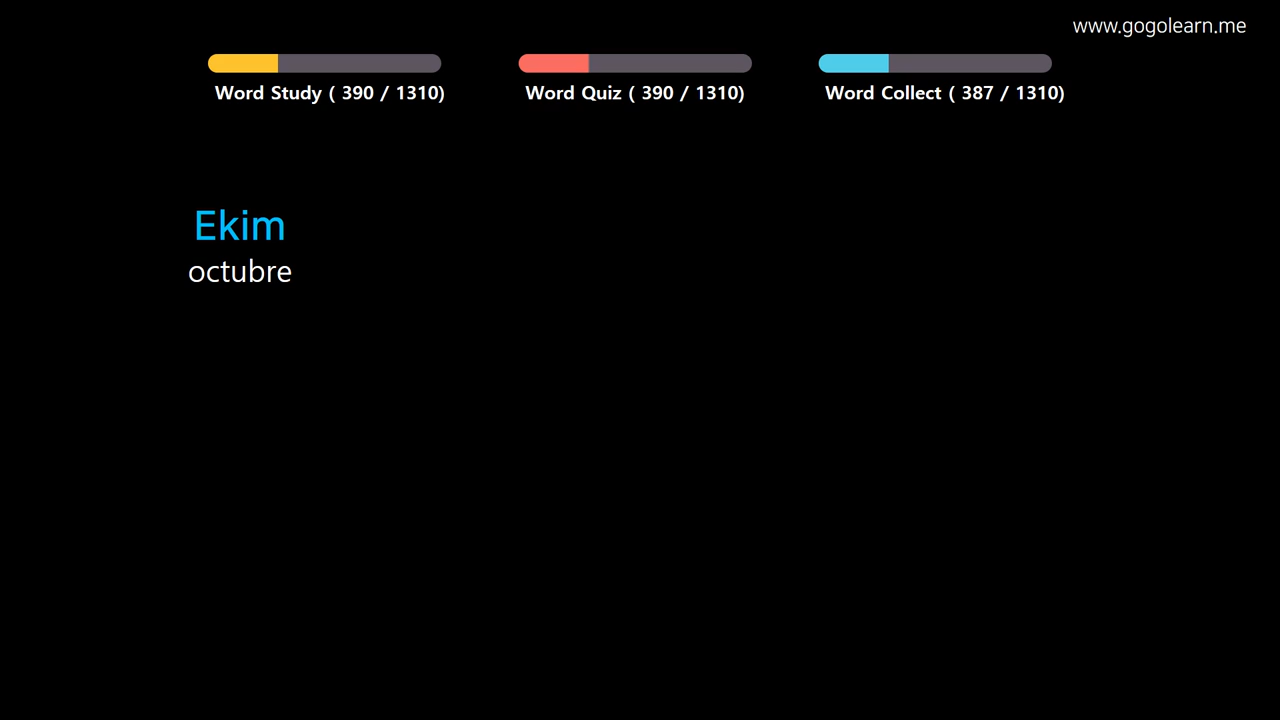 www.gogolearn.me
Word Study ( 390 / 1310)
Word Quiz ( 390 / 1310)
Word Collect ( 387 / 1310)
Ekim
octubre